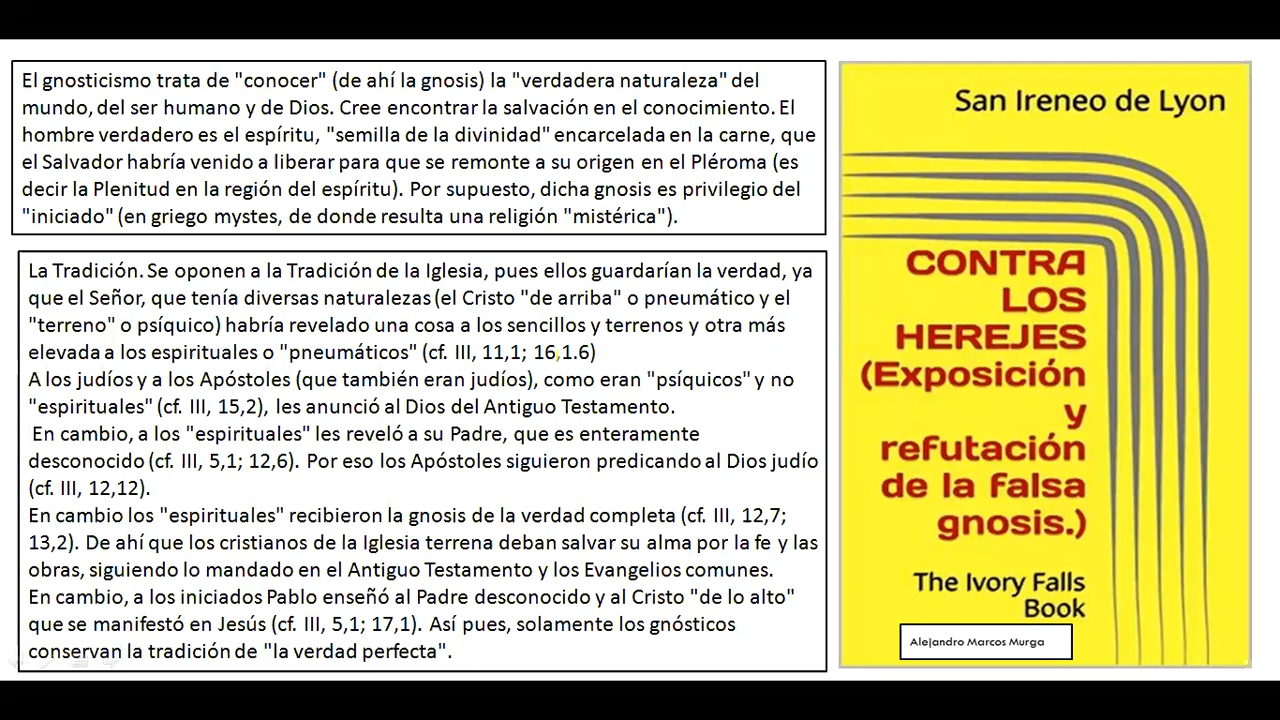 El gnosticismo trata de "conocer" (de ahí la gnosis) la "verdadera naturaleza" del
mundo, del ser humano y de Dios. Cree encontrar la salvación en el conocimiento. El
hombre verdadero es el espíritu, "semilla de la divinidad" encarcelada en la carne, que
el Salvador habría venido a liberar para que se remonte a su origen en el Pléroma (es
decir la Plenitud en la región del espíritu). Por supuesto, dicha gnosis es privilegio del
"iniciado" (en griego mystes, de donde resulta una religión "mistérica").
La Tradición. Se oponen a la Tradición de la Iglesia, pues ellos guardarían la verdad, ya
que el Señor, que tenía diversas naturalezas (el Cristo "de arriba" o pneumático y el
"terreno" o psíquico) habría revelado una cosa a los sencillos y terrenos y otra más
elevada a los espirituales o "pneumáticos" (cf. III, 11,1; 16,1.6)
A los judíos y a los Apóstoles (que también eran judíos), como eran "psíquicos" y no
"espirituales" (cf. III, 15,2), les anunció al Dios del Antiguo Testamento.
En cambio, a los "espirituales" les reveló a su Padre, que es enteramente
desconocido (cf. III, 5,1; 12,6). Por eso los Apóstoles siguieron predicando al Dios judío
(cf. III, 12,12).
En cambio los "espirituales" recibieron la gnosis de la verdad completa (cf. III, 12,7;
13,2). De ahí que los cristianos de la Iglesia terrena deban salvar su alma por la fe y las
obras, siguiendo lo mandado en el Antiguo Testamento y los Evangelios comunes.
En cambio, a los iniciados Pablo enseñó al Padre desconocido y al Cristo "de lo alto"
que se manifestó en Jesús (cf. III, 5,1; 17,1). Así pues, solamente los gnósticos
conservan la tradición de "la verdad perfecta".
San Ireneo de Lyon
CONTRA
LOS
HEREJES
(Exposición
y
refutación
de la falsa
gnosis.)
The Ivory Falls
Book
Alejandro Marcos Murga